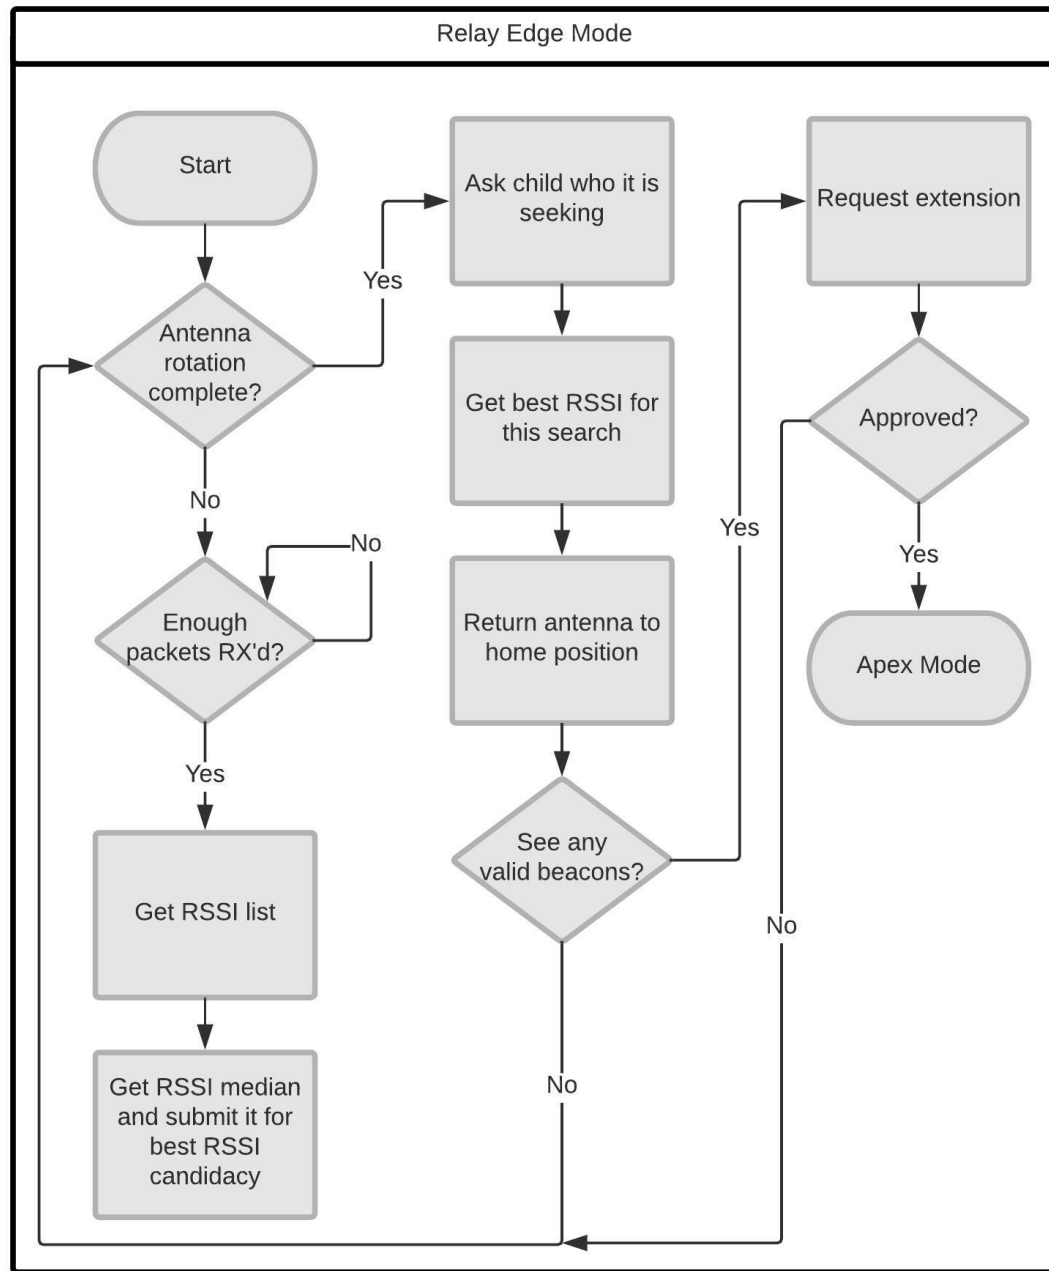 Relay Edge Mode
Start
Antenna
rotation
complete?
Yes
No
Enough
packets RX'd?
No
Yes
Get RSSI list
Get RSSI median
and submit it for
best RSSI
candidacy
Ask child who it is
seeking
Get best RSSI for
this search
Return antenna to
home position
See any
valid beacons?
Yes
No
Request extension
Approved?
No
Yes
Apex Mode